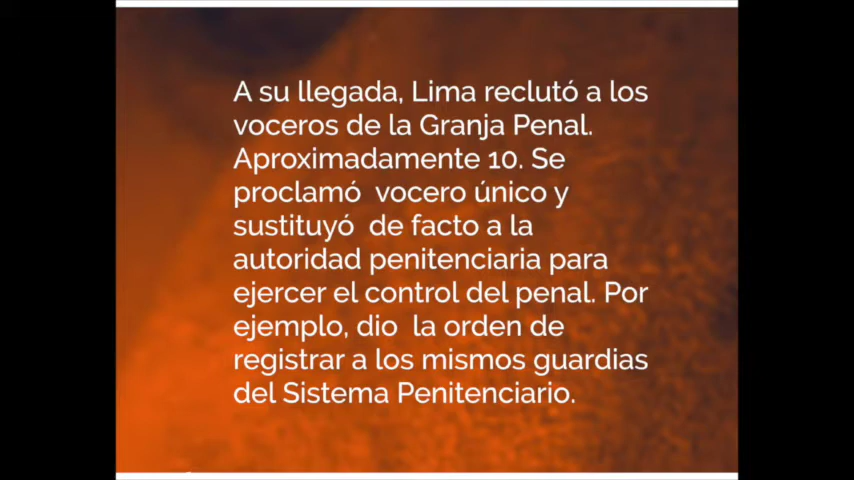 A su llegada, Lima reclutó a los
voceros de la Granja Penal.
Aproximadamente 10. Se
proclamó  vocero único y
sustituyó  de facto a la
autoridad penitenciaria para
ejercer el control del penal. Por
ejemplo, dio  la orden de
registrar a los mismos guardias
del Sistema Penitenciario.